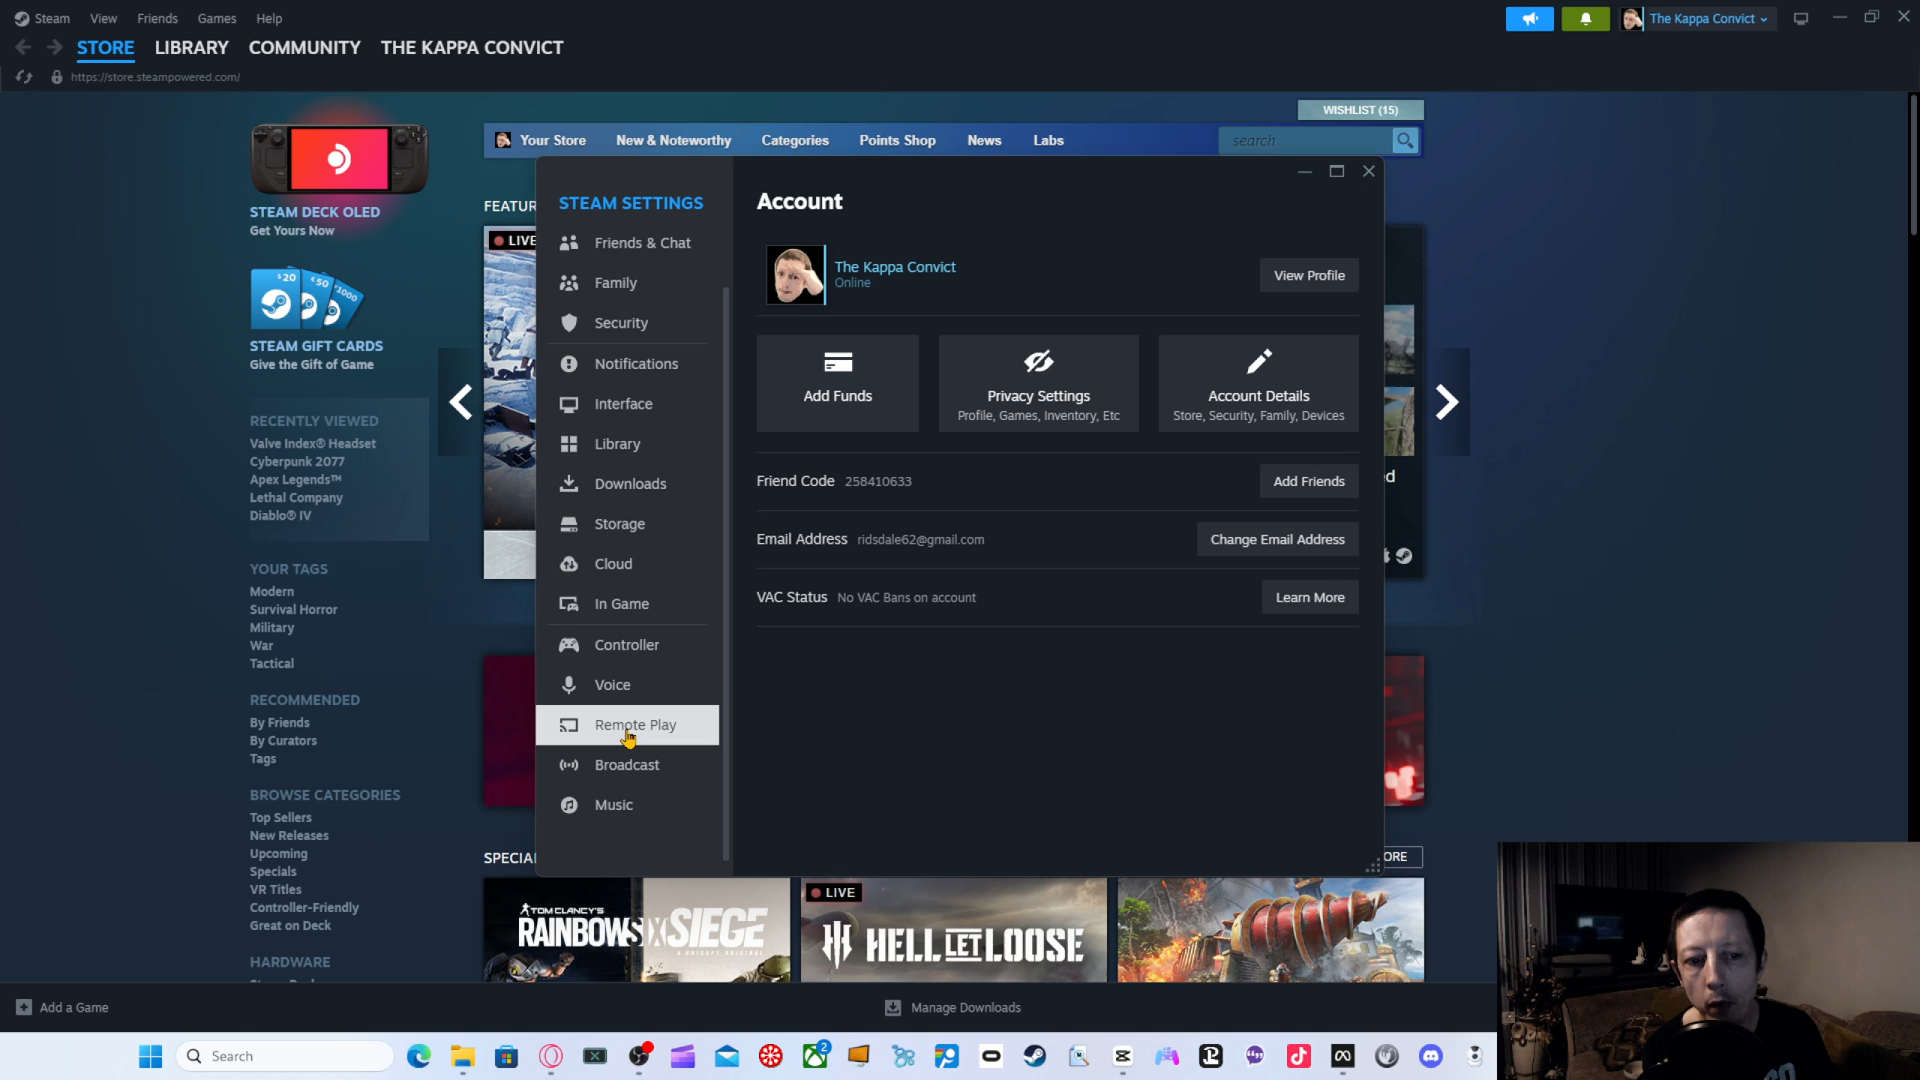 Steam View Friends Games Help
The Kappa Convict
STORE LIBRARY COMMUNITY THE KAPPA CONVICT
https://store.steampowered.com/
WISHLIST (15)
Your Store New & Noteworthy Categories Points Shop News Labs search
STEAM DECK OLED
Get Yours Now
$20 $50 $1000
STEAM GIFT CARDS
Give the Gift of Game
RECENTLY VIEWED
Valve Index® Headset
Cyberpunk 2077
Apex Legends™
Lethal Company
Diablo® IV
YOUR TAGS
Modern
Survival Horror
Military
War
Tactical
RECOMMENDED
By Friends
By Curators
Tags
BROWSE CATEGORIES
Top Sellers
New Releases
Upcoming
Specials
VR Titles
Controller-Friendly
Great on Deck
HARDWARE
FEATUR
LIVE
STEAM SETTINGS
Friends & Chat
Family
Security
Notifications
Interface
Library
Downloads
Storage
Cloud
In Game
Controller
Voice
Remote Play
Broadcast
Music
Account
The Kappa Convict
Online
View Profile
Add Funds
Privacy Settings
Profile, Games, Inventory, Etc
Account Details
Store, Security, Family, Devices
Friend Code 258410633 Add Friends
Email Address ridsdale62@gmail.com Change Email Address
VAC Status No VAC Bans on account Learn More
ed
SPECIA
ORE
TOM CLANCY'S
RAINBOW SIX SIEGE
LIVE
HELL LET LOOSE
Add a Game
Manage Downloads
Search
2